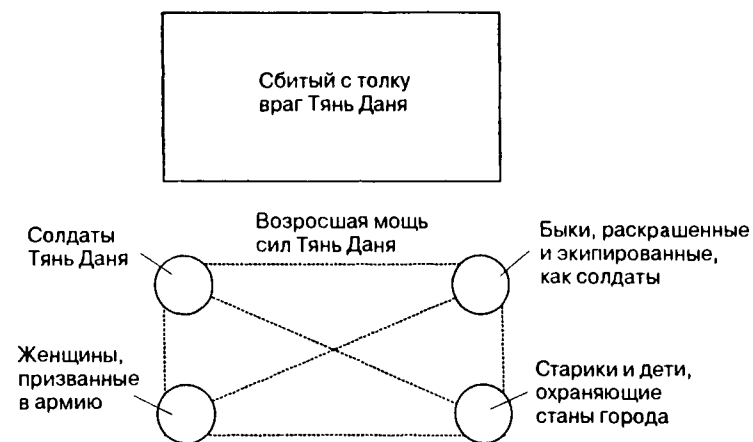 Сбитый с толку
враг Тянь Даня
Солдаты
Тянь Даня
Возросшая мощь
сил Тянь Даня
Быки, раскрашенные
и экипированные,
как солдаты
Женщины,
призванные
в армию
Старики и дети,
охраняющие
станы города